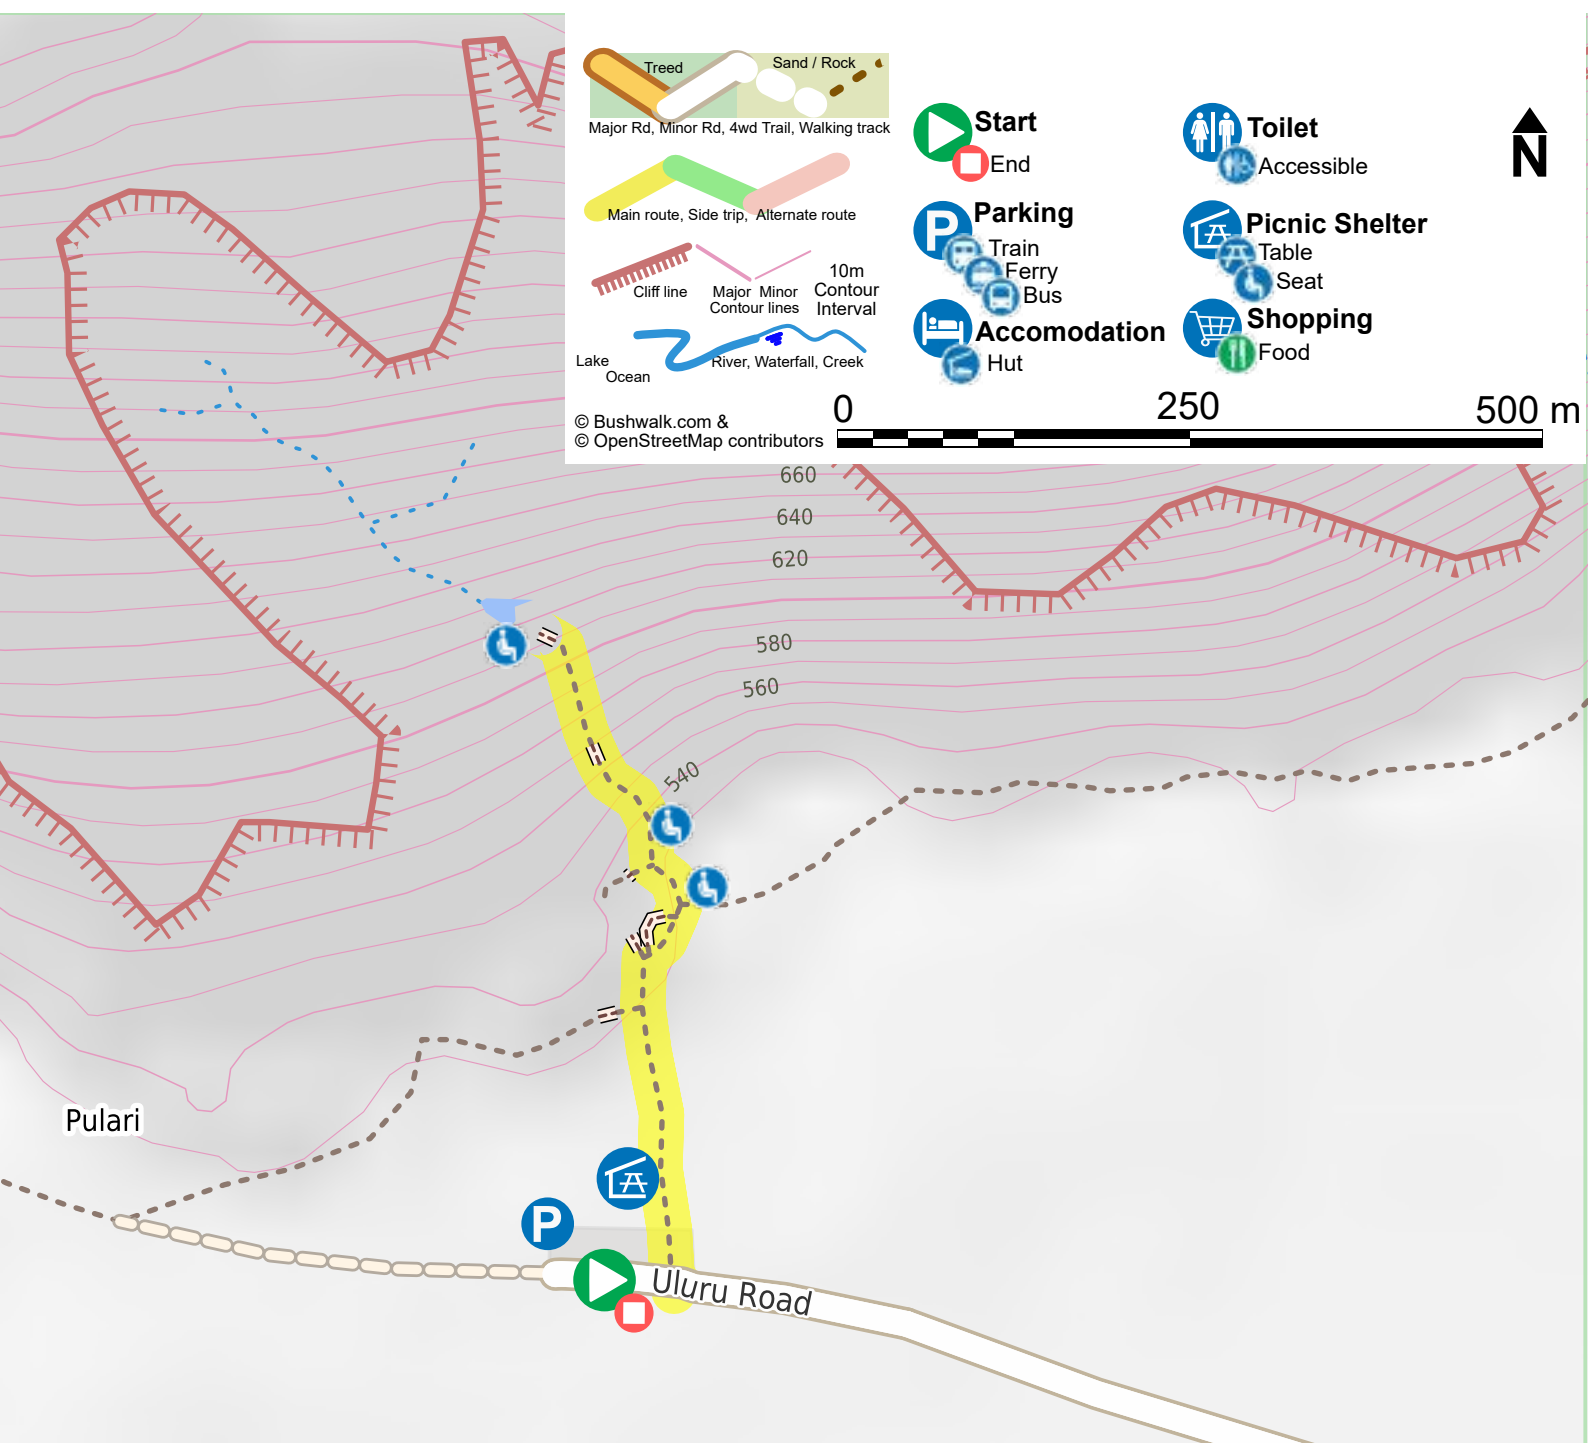 Treed
Sand / Rock
Major Rd, Minor Rd, 4wd Trail, Walking track
Main route, Side trip, Alternate route
Cliff line
Major Minor
Contour lines
10m
Contour
Interval
Lake
Ocean
River, Waterfall, Creek
© Bushwalk.com &
© OpenStreetMap contributors
Start
End
P
Parking
Train
Ferry
Bus
Accomodation
Hut
Toilet
Accessible
Picnic Shelter
Table
Seat
Shopping
Food
N
0
250
500 m
660
640
620
580
560
540
Pulari
P
Uluru Road